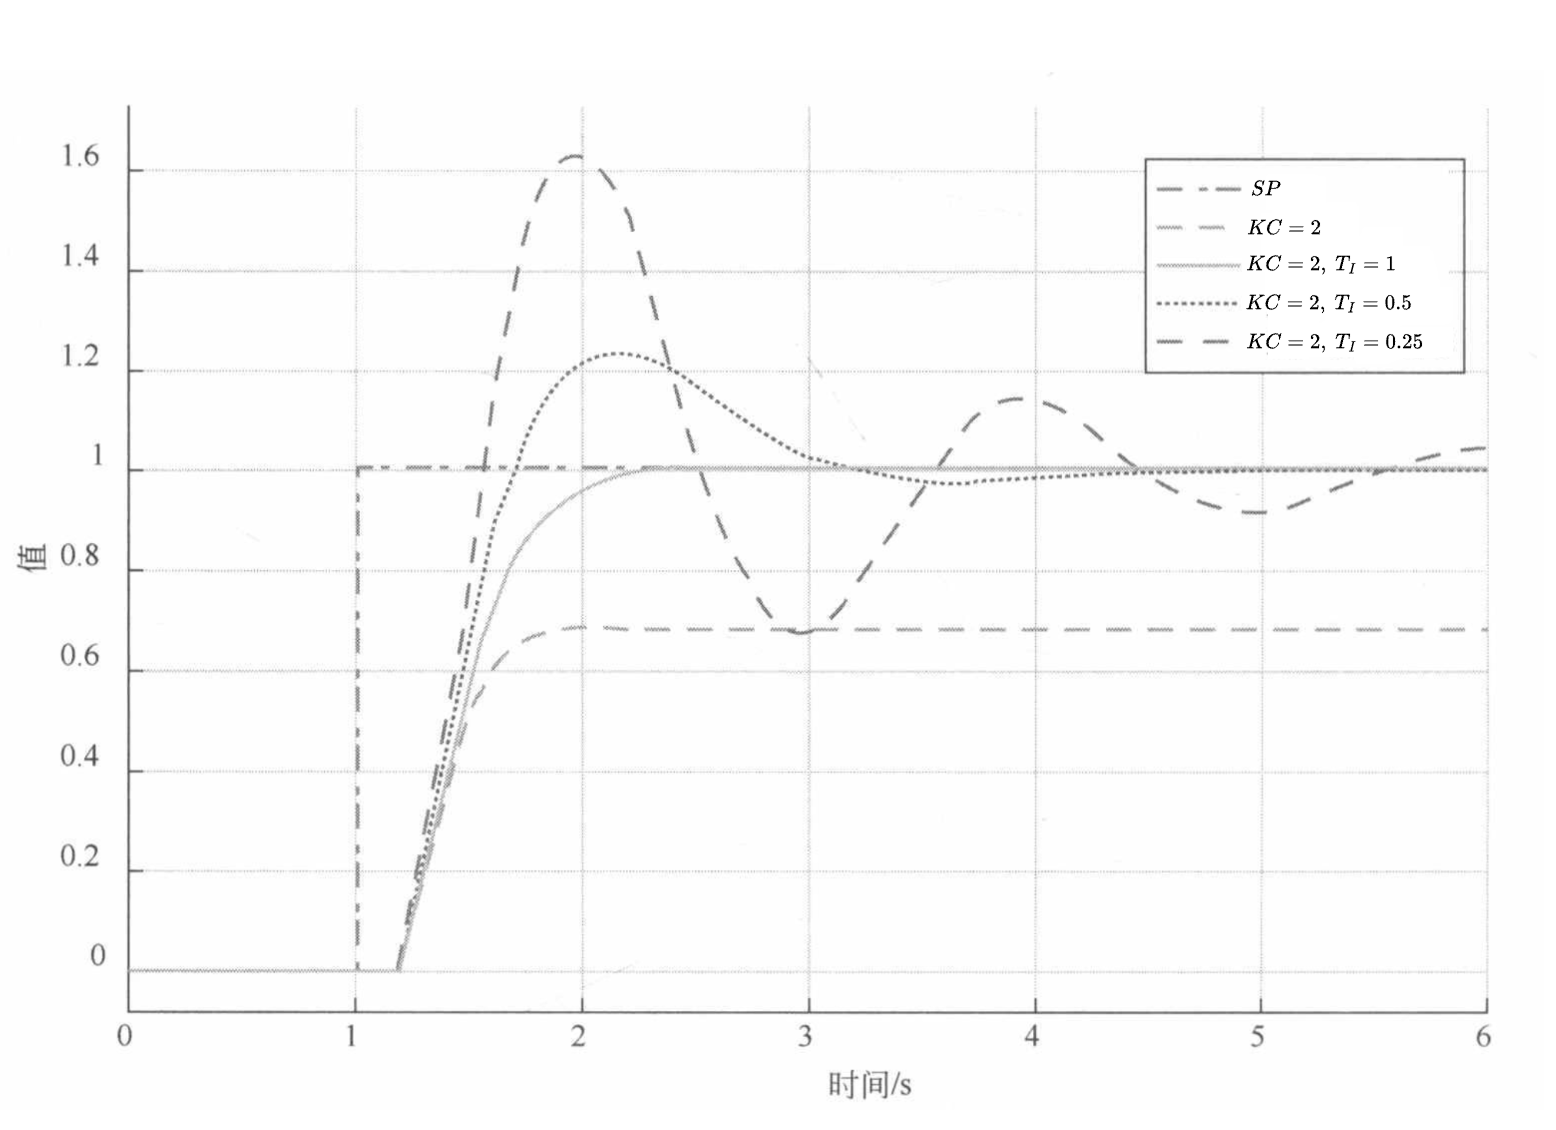 1.6
1.4
1.2
1
0.8
0.6
0.4
0.2
0
值
0 1 2 3 4 5 6
时间/s
SP
KC = 2
KC = 2, T_I = 1
KC = 2, T_I = 0.5
KC = 2, T_I = 0.25